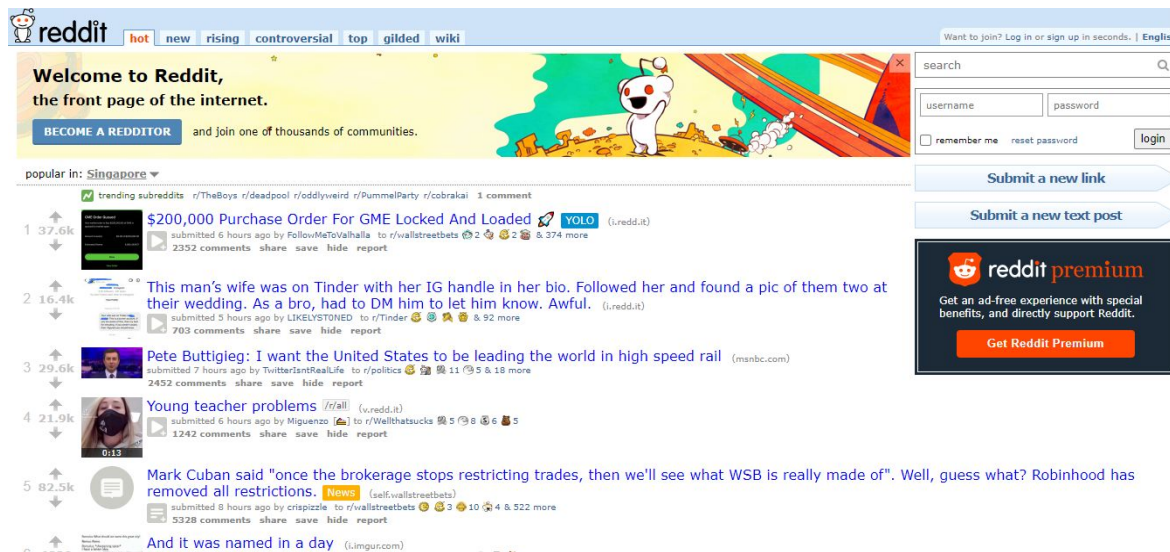 reddit hot new rising controversial top gilded wiki
Want to join? Log in or sign up in seconds. | Englis
Welcome to Reddit,
the front page of the internet.
BECOME A REDDITOR and join one of thousands of communities.
search
username password
remember me reset password login
Submit a new link
Submit a new text post
reddit premium
Get an ad-free experience with special
benefits, and directly support Reddit.
Get Reddit Premium
popular in: Singapore
trending subreddits r/TheBoys r/deadpool r/oddlyweird r/PummelParty r/cobrakai 1 comment
1 37.6k
$200,000 Purchase Order For GME Locked And Loaded YOLO (i.redd.it)
submitted 6 hours ago by FollowMeToValhalla to r/wallstreetbets 2 2 & 374 more
2352 comments share save hide report
2 16.4k
This man's wife was on Tinder with her IG handle in her bio. Followed her and found a pic of them two at
their wedding. As a bro, had to DM him to let him know. Awful. (i.redd.it)
submitted 5 hours ago by LIKELYST0NED to r/Tinder & 92 more
703 comments share save hide report
3 29.6k
Pete Buttigieg: I want the United States to be leading the world in high speed rail (msnbc.com)
submitted 7 hours ago by TwitterIsntRealLife to r/politics 11 5 & 18 more
2452 comments share save hide report
4 21.9k
0:13
Young teacher problems /r/all (v.redd.it)
submitted 6 hours ago by Miguenzo [] to r/Wellthatsucks 5 8 6 5
1242 comments share save hide report
5 82.5k
Mark Cuban said "once the brokerage stops restricting trades, then we'll see what WSB is really made of". Well, guess what? Robinhood has
removed all restrictions. News (self.wallstreetbets)
submitted 8 hours ago by crispizzle to r/wallstreetbets 3 10 4 & 522 more
5328 comments share save hide report
And it was named in a day (i.imgur.com)